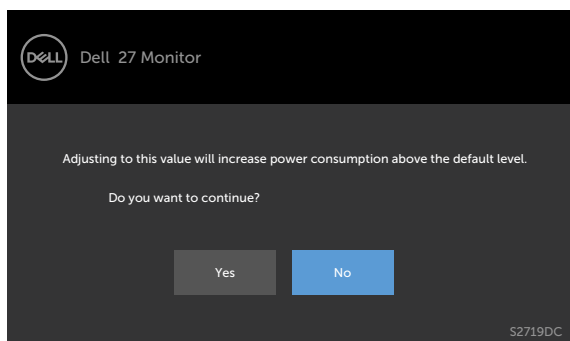 DELL
Dell 27 Monitor
Adjusting to this value will increase power consumption above the default level.
Do you want to continue?
Yes
No
S2719DC